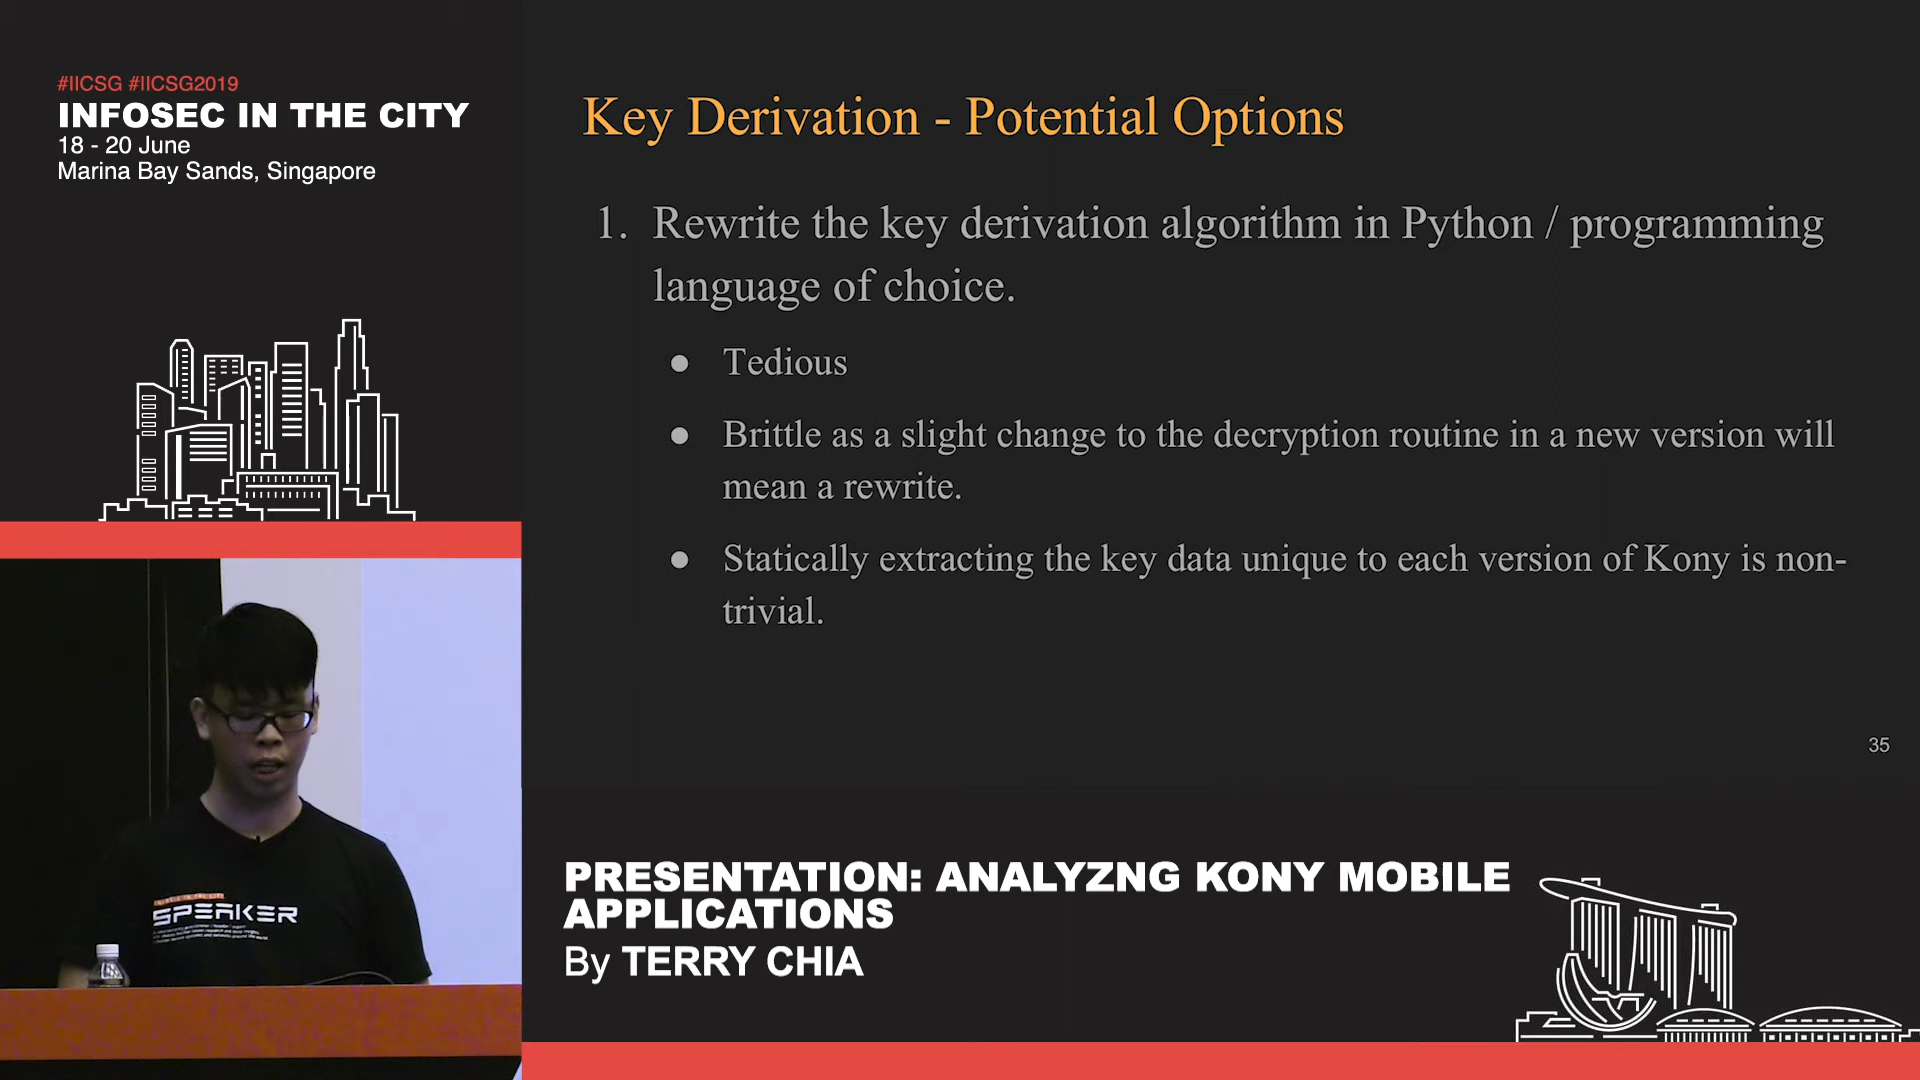 #IICSG #IICSG2019
INFOSEC IN THE CITY
18 - 20 June
Marina Bay Sands, Singapore
Key Derivation - Potential Options
1. Rewrite the key derivation algorithm in Python / programming
language of choice.
● Tedious
● Brittle as a slight change to the decryption routine in a new version will
mean a rewrite.
● Statically extracting the key data unique to each version of Kony is non-
trivial.
35
SPEAKER
PRESENTATION: ANALYZNG KONY MOBILE
APPLICATIONS
By TERRY CHIA